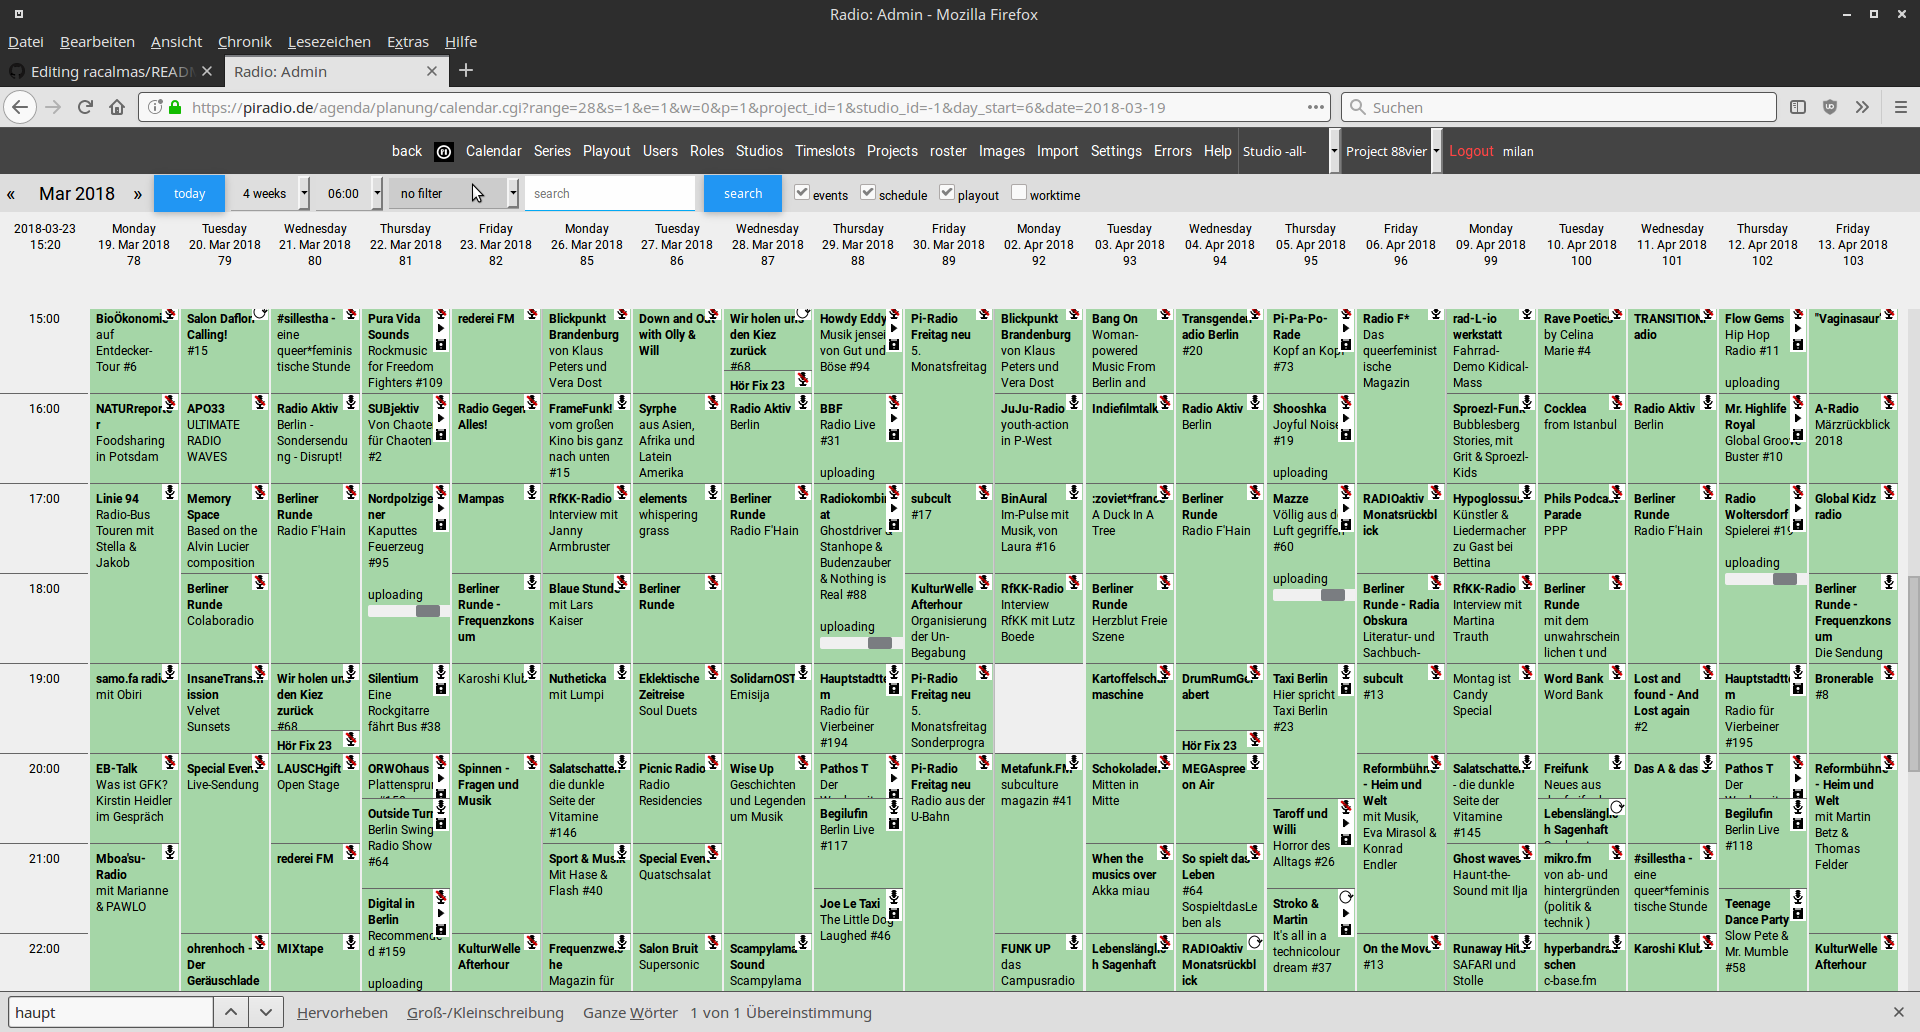 Radio: Admin - Mozilla Firefox
Datei Bearbeiten Ansicht Chronik Lesezeichen Extras Hilfe
Editing racalmas/READ
Radio: Admin
https://piradio.de/agenda/planung/calendar.cgi?range=28&s=1&e=1&w=0&p=1&project_id=1&studio_id=-1&day_start=6&date=2018-03-19
Suchen
back Calendar Series Playout Users Roles Studios Timeslots Projects roster Images Import Settings Errors Help Studio -all- Project 88vier Logout milan
« Mar 2018 » today 4 weeks 06:00 no filter search search events schedule playout worktime
2018-03-23 Monday Tuesday Wednesday Thursday Friday Monday Tuesday Wednesday Thursday Friday Monday Tuesday Wednesday Thursday Friday Monday Tuesday Wednesday Thursday Friday
15:20 19. Mar 2018 20. Mar 2018 21. Mar 2018 22. Mar 2018 23. Mar 2018 26. Mar 2018 27. Mar 2018 28. Mar 2018 29. Mar 2018 30. Mar 2018 02. Apr 2018 03. Apr 2018 04. Apr 2018 05. Apr 2018 06. Apr 2018 09. Apr 2018 10. Apr 2018 11. Apr 2018 12. Apr 2018 13. Apr 2018
78 79 80 81 82 85 86 87 88 89 92 93 94 95 96 99 100 101 102 103
15:00 BioÖkonomie Salon Daflor #sillestha - Pura Vida rederei FM Blickpunkt Down and Out Wir holen uns Howdy Eddy Pi-Radio Blickpunkt Bang On Transgender Pi-Pa-Po- Radio F* rad-L-io Rave Poetics TRANSITION Flow Gems "Vaginasaur"
auf Calling! eine Sounds Brandenburg with Olly & den Kiez Musik jensei Freitag neu Brandenburg Woman- adio Berlin Rade Das werkstatt by Celina adio Hip Hop
Entdecker- #15 queer*feminis Rockmusic von Klaus Will zurück von Gut und 5. von Klaus powered #20 Kopf an Kopf queerfeminist Fahrrad- Marie #4 Radio #11
Tour #6 tische Stunde for Freedom Peters und #68 Böse #94 Monatsfreitag Peters und Music From #73 ische Demo Kidical-
Fighters #109 Vera Dost Hör Fix 23 Vera Dost Berlin and Magazin Mass uploading
16:00 NATURreporte APO33 Radio Aktiv SUBjektiv Radio Gegen FrameFunk! Syrphe Radio Aktiv BBF JuJu-Radio Indiefilmtalk Radio Aktiv Shooshka Sproezl-Funk Cocklea Radio Aktiv Mr. Highlife A-Radio
r ULTIMATE Berlin - Von Chaote Alles! vom großen aus Asien, Berlin Radio Live youth-action Berlin Joyful Noise Bubblesberg from Istanbul Berlin Royal Märzrückblick
Foodsharing RADIO Sondersendu für Chaoten Kino bis ganz Afrika und #31 in P-West #19 Stories, mit Global Groove 2018
in Potsdam WAVES ng - Disrupt! #2 nach unten Latein Grit & Sproezl- Buster #10
#15 Amerika uploading uploading Kids
17:00 Linie 94 Memory Berliner Nordpolzige Mampas RfKK-Radio elements Berliner Radiokombi subcult BinAural :zoviet*france Berliner Mazze RADIOaktiv Hypoglossus Phils Podcast Berliner Radio Global Kidz
Radio-Bus Space Runde ner Interview mit whispering Runde at #17 Im-Pulse mit A Duck In A Runde Völlig aus d Monatsrückbl Künstler & Parade Runde Woltersdorf radio
Touren mit Based on the Radio F'Hain Kaputtes Janny grass Radio F'Hain Ghostdriver & Musik, von Tree Radio F'Hain Luft gegriffen ick Liedermacher PPP Radio F'Hain Spielerei #19
Stella & Alvin Lucier Feuerzeug Armbruster Stanhope & Laura #16 #60 zu Gast bei
Jakob composition #95 Budenzauber Bettina uploading
18:00 Berliner uploading Berliner Blaue Stunde Berliner & Nothing is KulturWelle RfKK-Radio Berliner uploading Berliner RfKK-Radio Berliner Berliner
Runde Runde - mit Lars Runde Real #88 Afterhour Interview Runde Runde - Radia Interview mit Runde Runde -
Colaboradio Frequenzkons Kaiser Organisierung RfKK mit Lutz Herzblut Freie Obskura Martina mit dem Frequenzkons
um uploading der Un- Boede Szene Literatur- und Trauth unwahrschein um
Begabung Sachbuch- lichen t und Die Sendung
19:00 samo.fa radio InsaneTransm Wir holen uns Silentium Karoshi Klub Nutheticka Eklektische SolidarnOST Hauptstadtte Pi-Radio Kartoffelschal DrumRumGe Taxi Berlin subcult Montag ist Word Bank Lost and Hauptstadtte Bronerable
mit Obiri ission den Kiez Eine mit Lumpi Zeitreise Emisija m Freitag neu maschine abert Hier spricht #13 Candy Word Bank found - And m #8
Velvet zurück Rockgitarre Soul Duets Radio für 5. Taxi Berlin Special Lost again Radio für
Sunsets #68 fährt Bus #38 Vierbeiner Monatsfreitag #23 #2 Vierbeiner
Hör Fix 23 #194 Sonderprogra Hör Fix 23 #195
20:00 EB-Talk Special Event LAUSCHgift ORWOhaus Spinnen - Salatschatten Picnic Radio Wise Up Pathos T Pi-Radio Metafunk.FM Schokoladen MEGAspree Reformbühne Salatschatten Freifunk Das A & das Pathos T Reformbühne
Was ist GFK? Live-Sendung Open Stage Plattensprun Fragen und die dunkle Radio Geschichten Der Freitag neu subculture Mitten in on Air - Heim und - die dunkle Neues aus Der - Heim und
Kirstin Heidler Outside Turn Musik Seite der Residencies und Legenden Begilufin Radio aus der magazin #41 Mitte Taroff und Welt Seite der Lebenslänglic Begilufin Welt
im Gespräch Berlin Swing Vitamine um Musik Berlin Live U-Bahn Willi mit Musik, Vitamine h Sagenhaft Berlin Live mit Martin
Radio Show #146 #117 Horror des Eva Mirasol & #145 #118 Betz &
21:00 Mboa'su- rederei FM #64 Sport & Musik Special Event When the So spielt das Alltags #26 Konrad Ghost waves mikro.fm #sillestha - Thomas
Radio Mit Hase & Quatschsalat musics over Leben Endler Haunt-the- von ab- und eine Felder
mit Marianne Digital in Flash #40 Joe Le Taxi Akka miau #64 Stroko & Sound mit Ilja hintergründen queer*feminis Teenage
& PAWLO Berlin The Little Dog SospieltdasLe Martin (politik & tische Stunde Dance Party
Recommende Laughed #46 ben als It's all in a technik ) Slow Pete &
22:00 ohrenhoch - MIXtape d #159 KulturWelle Frequenzwe Salon Bruit Scampylama FUNK UP Lebensläнglic RADIOaktiv technicolour On the Move Runaway Hits hyperbandra Karoshi Klub Mr. Mumble KulturWelle
Der Afterhour he Supersonic Sound das h Sagenhaft Monatsrückbl dream #37 #13 SAFARI und schen #58 Afterhour
Geräuschlade uploading Magazin für Scampylama Campusradio ick Stolle c-base.fm
haupt Hervorheben Groß-/Kleinschreibung Ganze Wörter 1 von 1 Übereinstimmung